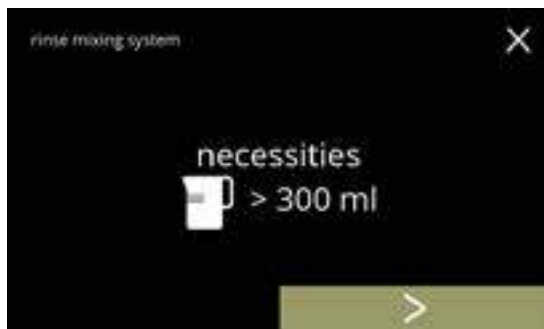 rinse mixing system
necessities
> 300 ml